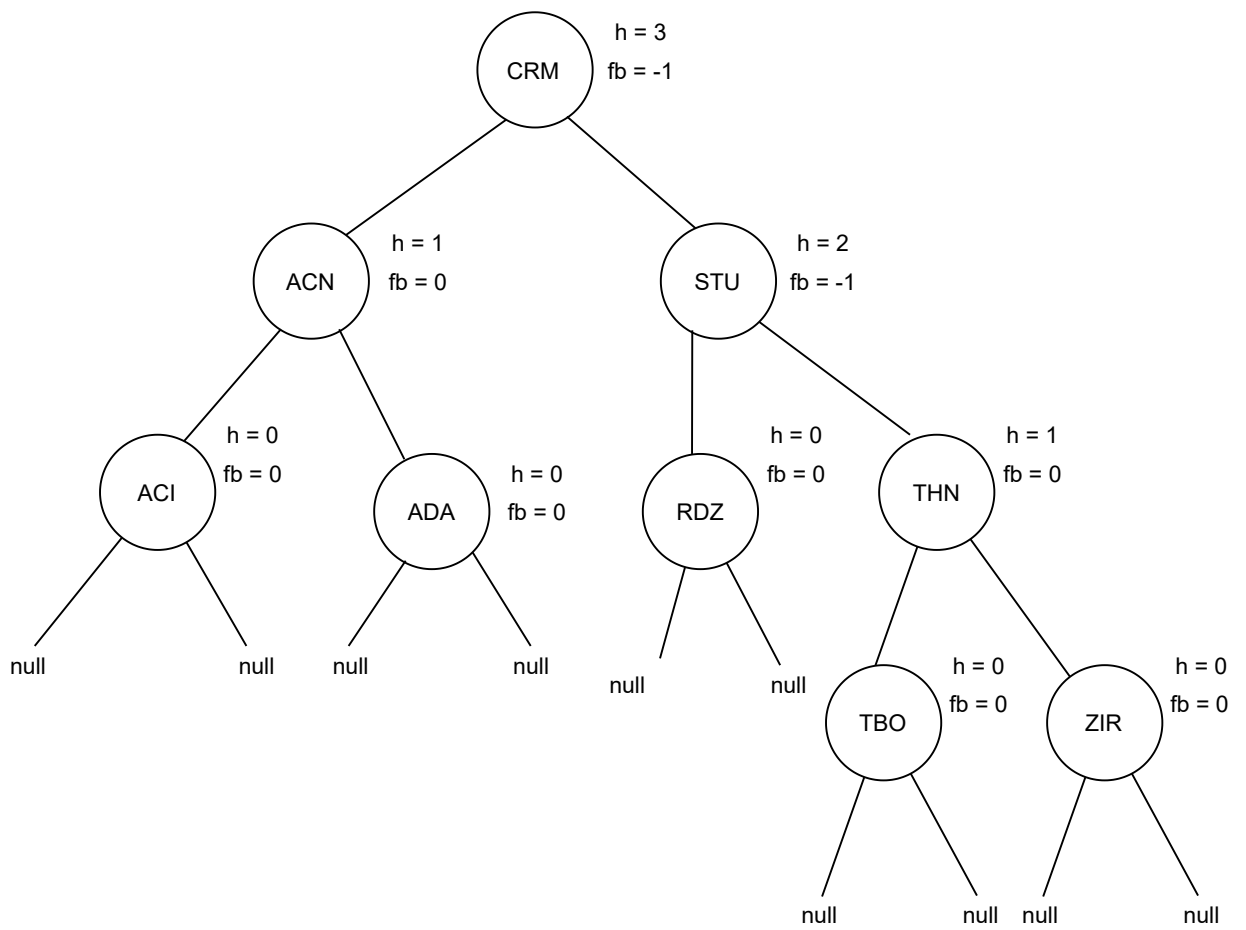 h = 3
CRM
fb = -1
h = 1
ACN
fb = 0
h = 2
STU
fb = -1
h = 0
ACI
fb = 0
h = 0
ADA
fb = 0
h = 0
RDZ
fb = 0
h = 1
THN
fb = 0
null
null
null
null
null
null
h = 0
TBO
fb = 0
h = 0
ZIR
fb = 0
null
null
null
null